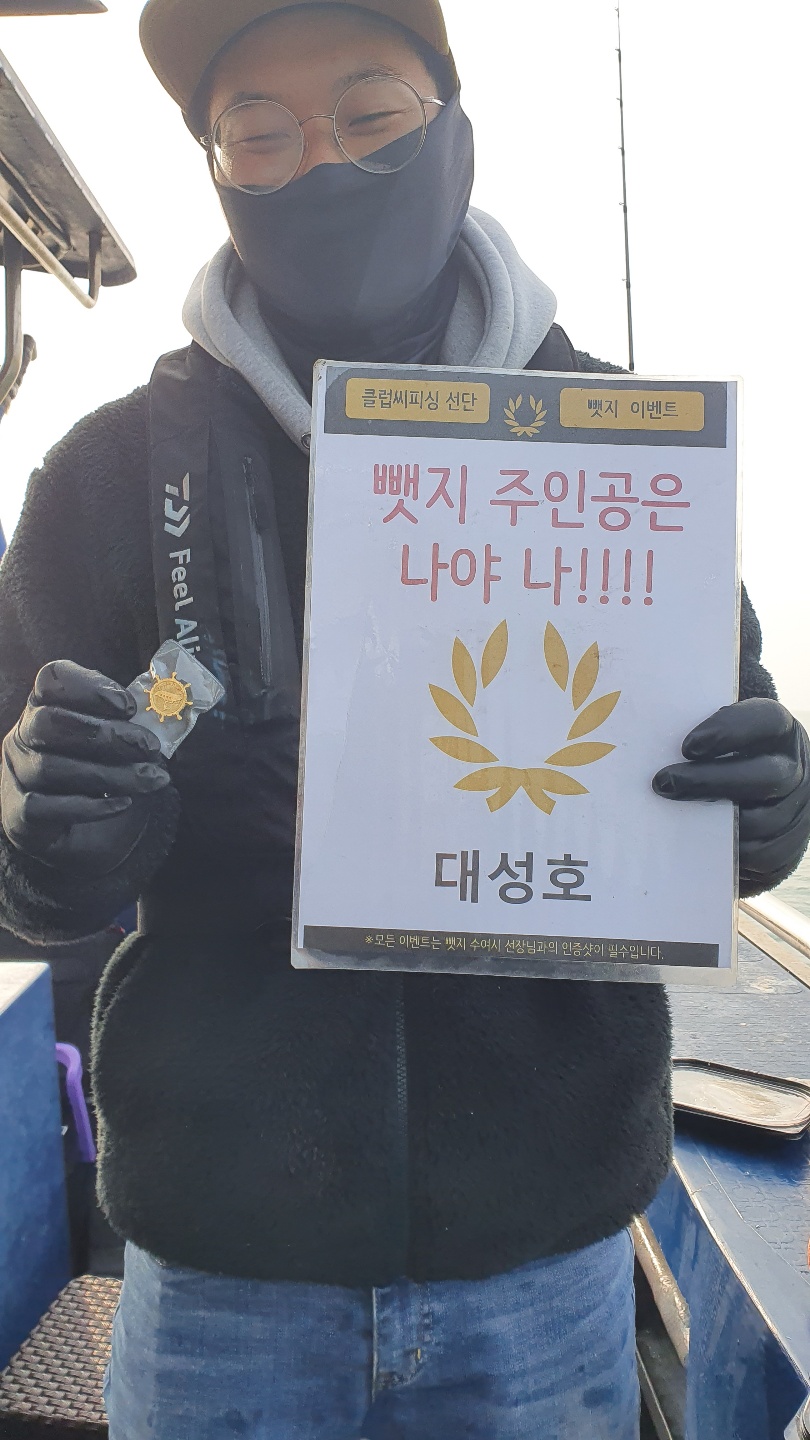 클럽씨피싱 선단
뺏지 이벤트
뺏지 주인공은
나야 나!!!!
대성호
※모든 이벤트는 뺏지 수여시 선장님과의 인증샷이 필수입니다.
Feel Ali